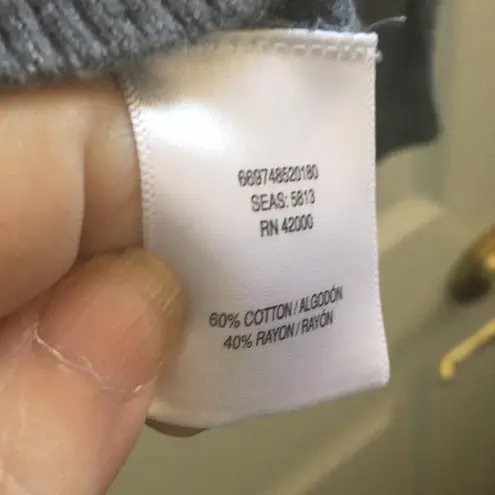 669748520180
SEAS: 5813
RN 42000
60% COTTON / ALGODÓN
40% RAYON / RAYÓN